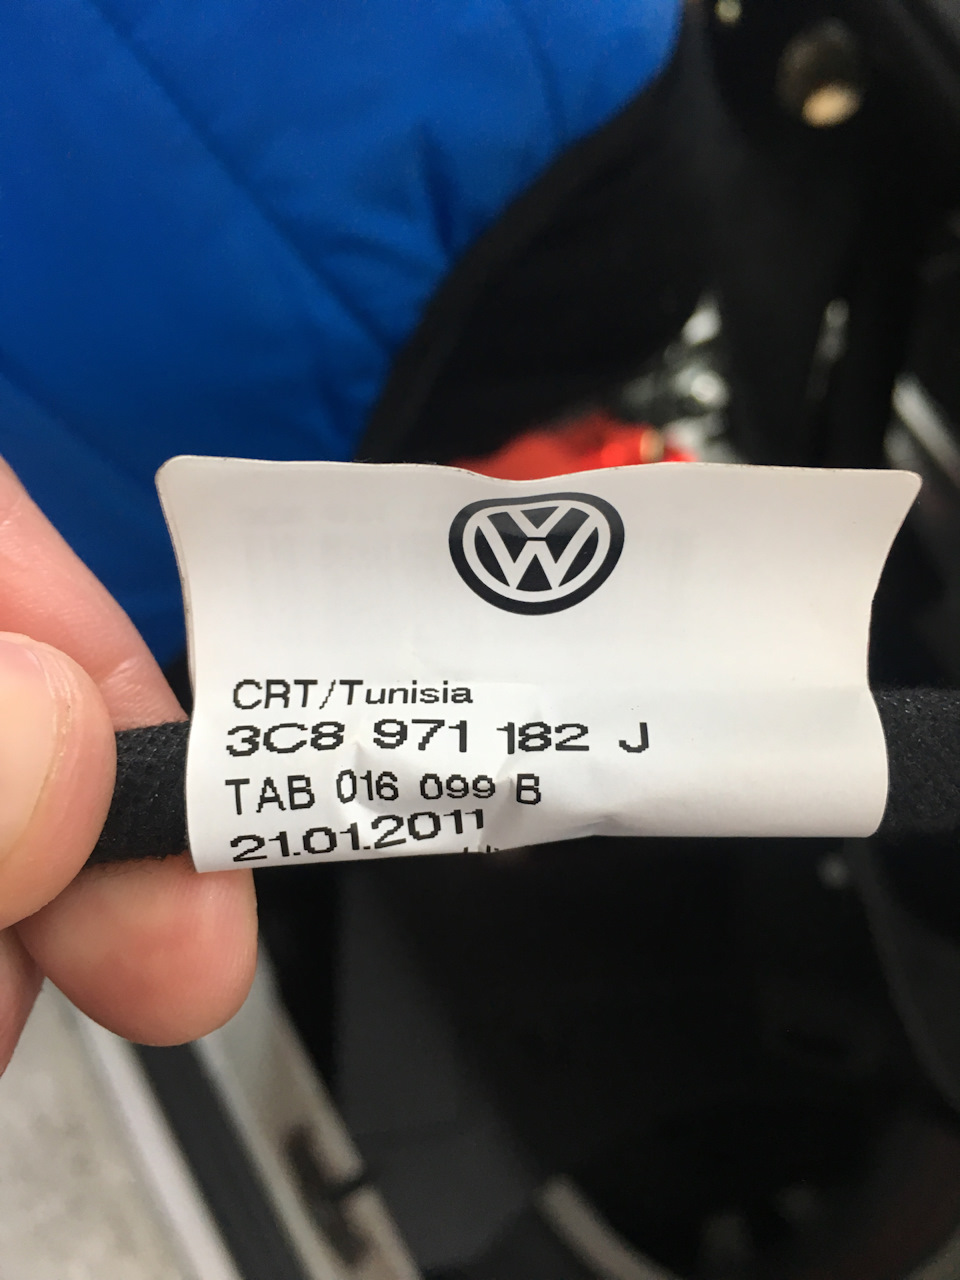 CRT/Tunisia
3C8 971 182 J
TAB 016 099 B
21.01.2011